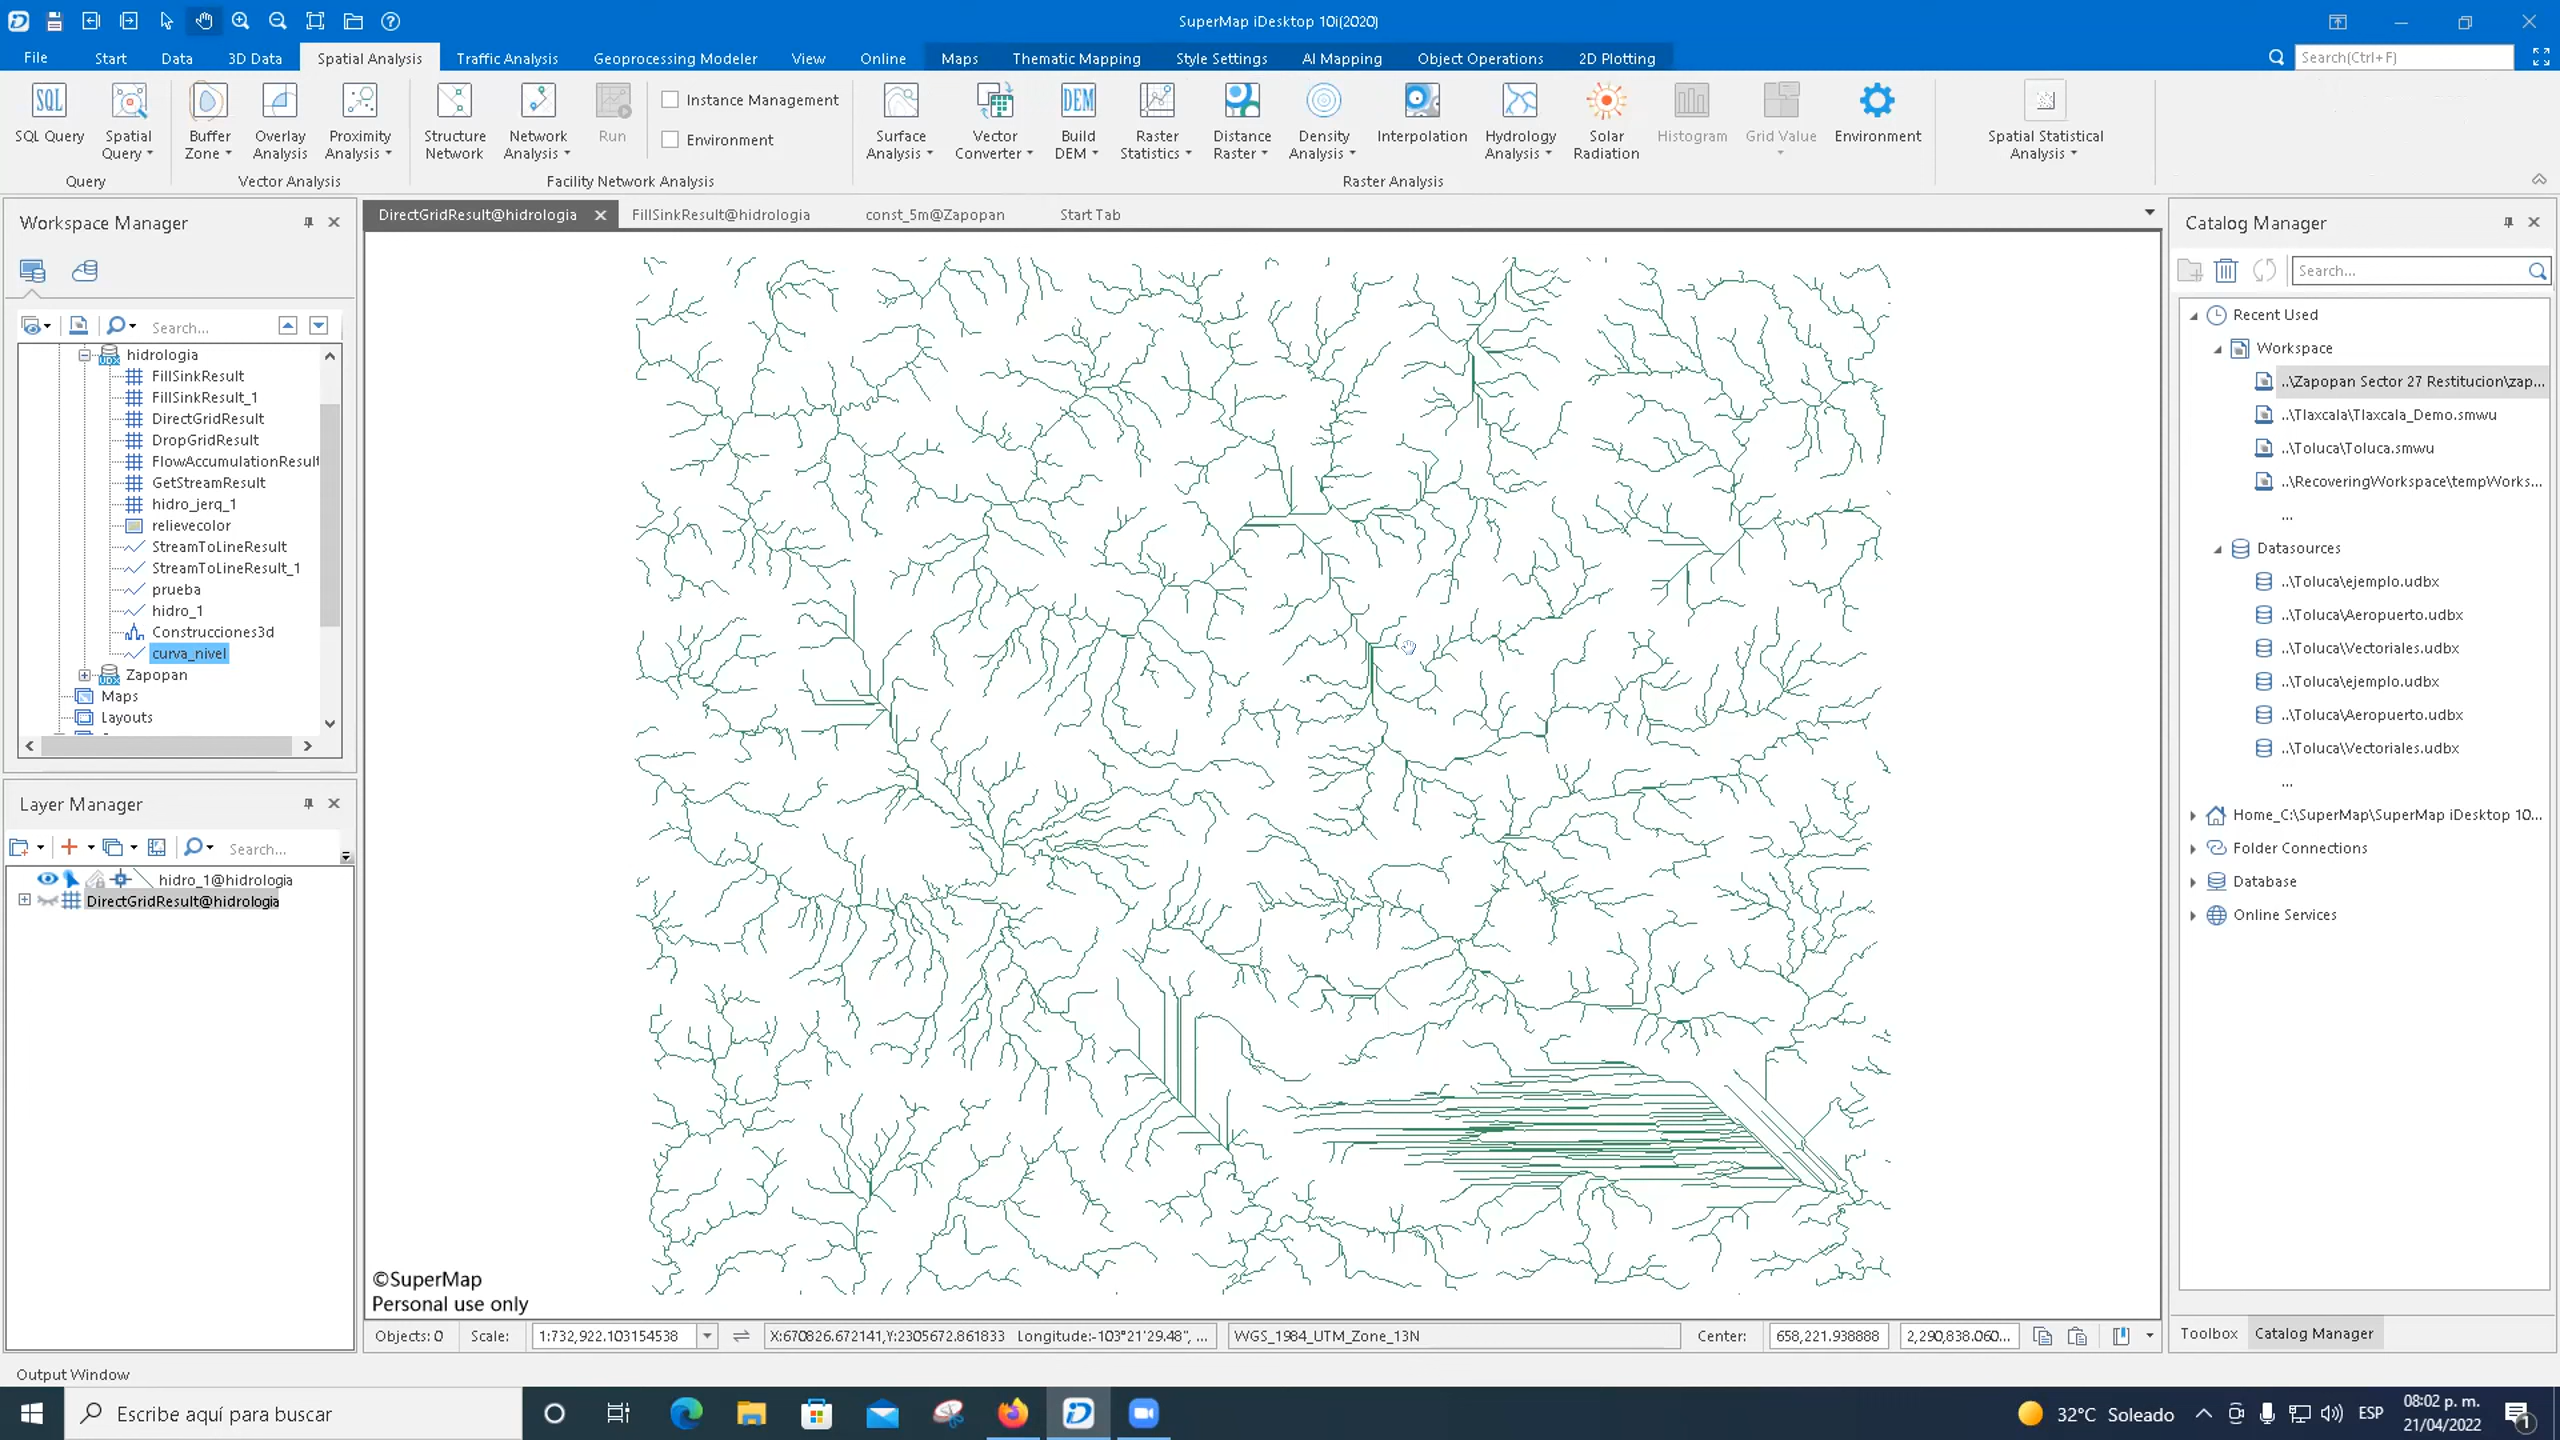 SuperMap iDesktop 10i(2020)
File Start Data 3D Data Spatial Analysis Traffic Analysis Geoprocessing Modeler View Online Maps Thematic Mapping Style Settings AI Mapping Object Operations 2D Plotting Search(Ctrl+F)
SQL Query
Spatial Query
Query
Buffer Zone
Overlay Analysis
Proximity Analysis
Vector Analysis
Structure Network
Network Analysis
Run
Instance Management
Environment
Facility Network Analysis
Surface Analysis
Vector Converter
DEM
Build DEM
Raster Statistics
Distance Raster
Density Analysis
Interpolation
Hydrology Analysis
Solar Radiation
Histogram
Grid Value
Environment
Raster Analysis
Spatial Statistical Analysis
Workspace Manager
Search...
hidrologia
FillSinkResult
FillSinkResult_1
DirectGridResult
DropGridResult
FlowAccumulationResult
GetStreamResult
hidro_jerq_1
relievecolor
StreamToLineResult
StreamToLineResult_1
prueba
hidro_1
Construcciones3d
curva_nivel
Zapopan
Maps
Layouts
Layer Manager
Search...
hidro_1@hidrologia
DirectGridResult@hidrologia
DirectGridResult@hidrologia FillSinkResult@hidrologia const_5m@Zapopan Start Tab
©SuperMap
Personal use only
Objects: 0 Scale: 1:732,922.103154538 X:670826.672141,Y:2305672.861833 Longitude:-103°21'29.48", ... WGS_1984_UTM_Zone_13N Center: 658,221.938888 2,290,838.060...
Catalog Manager
Search...
Recent Used
Workspace
..\Zapopan Sector 27 Restitucion\zap...
..\Tlaxcala\Tlaxcala_Demo.smwu
..\Toluca\Toluca.smwu
..\RecoveringWorkspace\tempWorks...
...
Datasources
..\Toluca\ejemplo.udbx
..\Toluca\Aeropuerto.udbx
..\Toluca\Vectoriales.udbx
..\Toluca\ejemplo.udbx
..\Toluca\Aeropuerto.udbx
..\Toluca\Vectoriales.udbx
...
Home_C:\SuperMap\SuperMap iDesktop 10...
Folder Connections
Database
Online Services
Toolbox Catalog Manager
Output Window
Escribe aquí para buscar
32°C Soleado
ESP
08:02 p. m.
21/04/2022
1